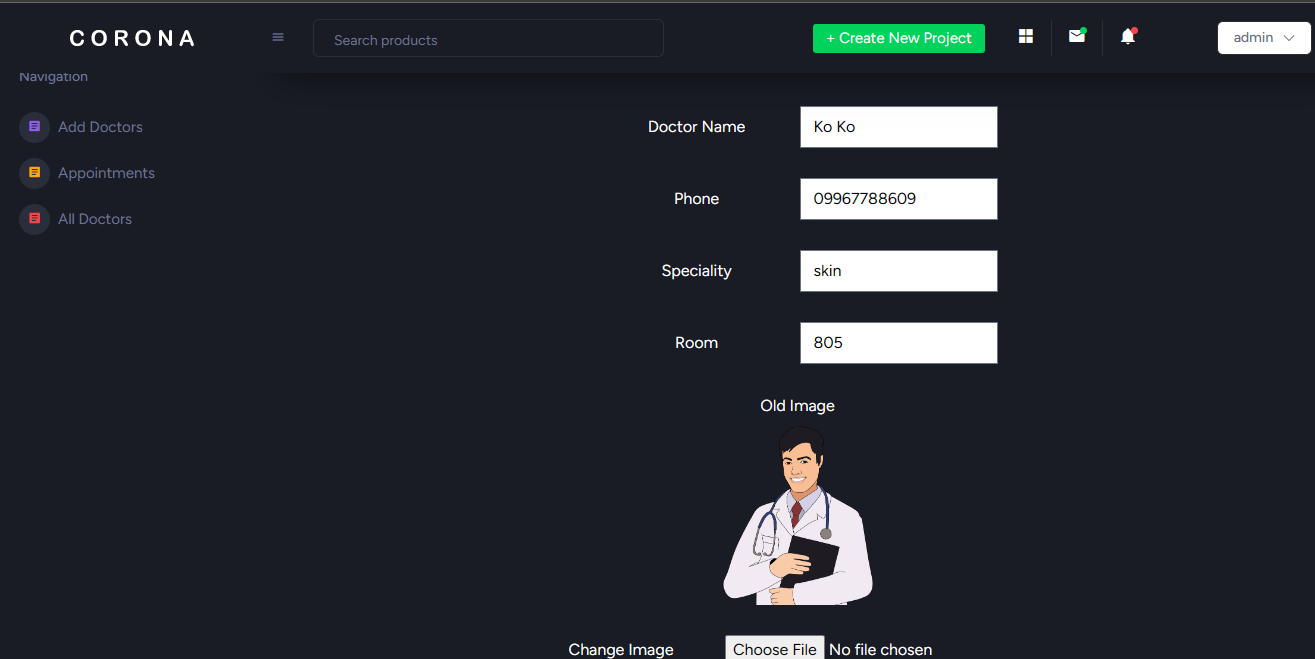 CORONA
Search products
+ Create New Project
admin
Navigation
Add Doctors
Appointments
All Doctors
Doctor Name
Ko Ko
Phone
09967788609
Speciality
skin
Room
805
Old Image
Change Image
Choose File No file chosen